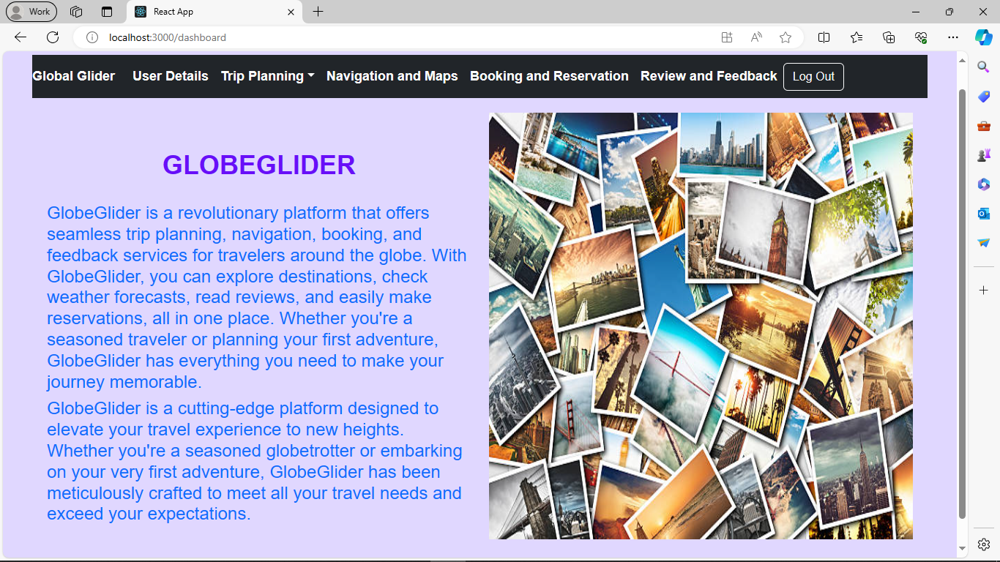 Work
React App
localhost:3000/dashboard
Global Glider User Details Trip Planning Navigation and Maps Booking and Reservation Review and Feedback Log Out
GLOBEGLIDER
GlobeGlider is a revolutionary platform that offers
seamless trip planning, navigation, booking, and
feedback services for travelers around the globe. With
GlobeGlider, you can explore destinations, check
weather forecasts, read reviews, and easily make
reservations, all in one place. Whether you're a
seasoned traveler or planning your first adventure,
GlobeGlider has everything you need to make your
journey memorable.
GlobeGlider is a cutting-edge platform designed to
elevate your travel experience to new heights.
Whether you're a seasoned globetrotter or embarking
on your very first adventure, GlobeGlider has been
meticulously crafted to meet all your travel needs and
exceed your expectations.